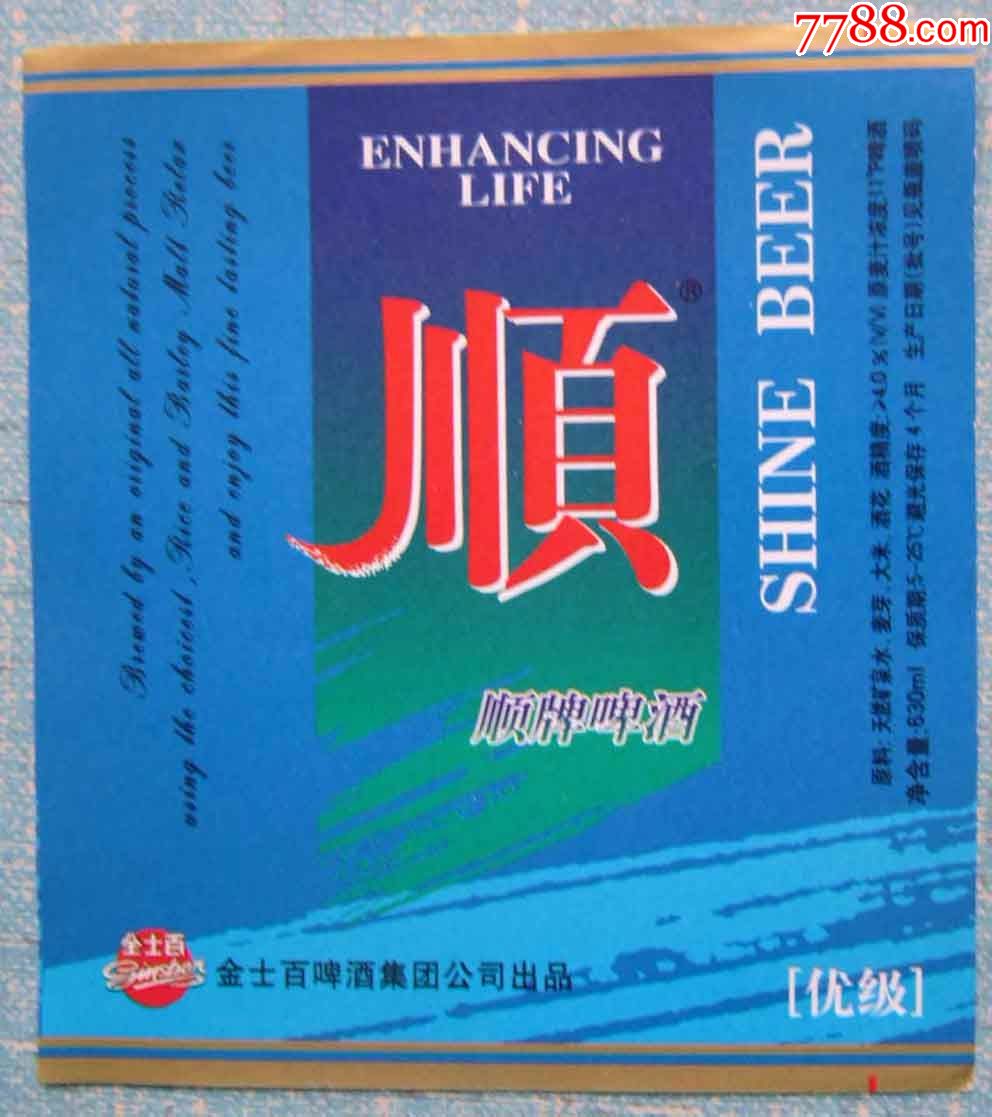 7788.com
ENHANCING
LIFE
順®
顺牌啤酒
SHINE BEER
Brewed by an original all natural process
using the choicest, Rice and Barley Malt Relax
and enjoy this fine tasting beer
原料:天然矿泉水、麦芽、大米、酒花 酒精度:≥4.0%(V/V) 原麦汁浓度:11°P啤酒
净含量:630ml 保质期:5-25℃避光保存4个月 生产日期(批号)见瓶盖喷码
金士百
金士百啤酒集团公司出品
[优级]